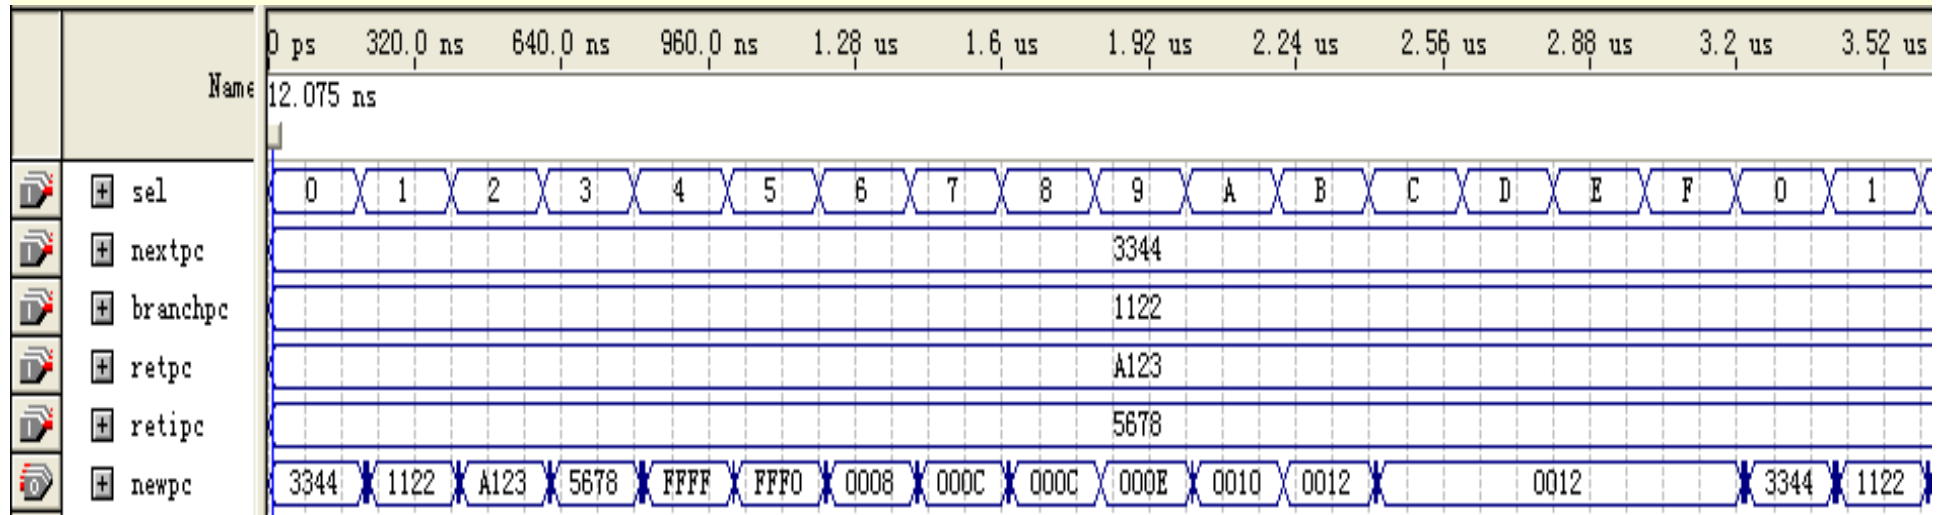 0 ps 320.0 ns 640.0 ns 960.0 ns 1.28 us 1.6 us 1.92 us 2.24 us 2.56 us 2.88 us 3.2 us 3.52 us
Name
12.075 ns
sel 0 1 2 3 4 5 6 7 8 9 A B C D E F 0 1
nextpc 3344
branchpc 1122
retpc A123
retipc 5678
newpc 3344 1122 A123 5678 FFFF FFF0 0008 000C 000C 000E 0010 0012 0012 3344 1122